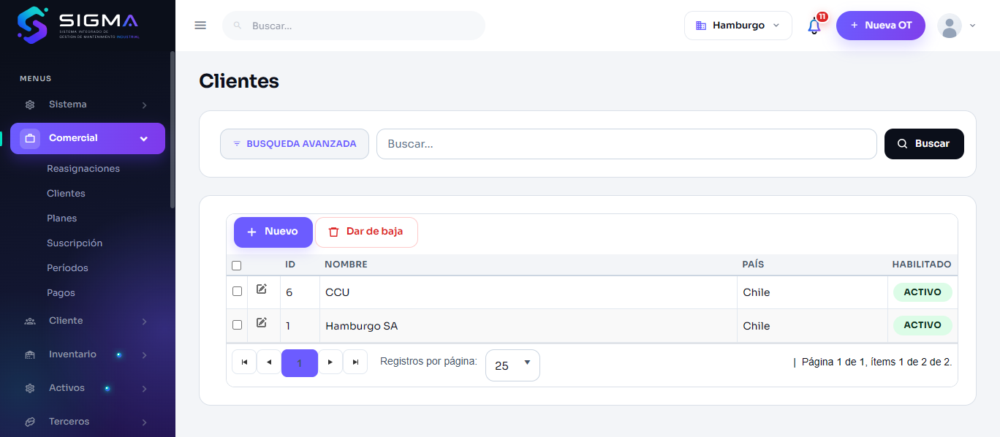 SIGMA
SISTEMA INTEGRADO DE
GESTION DE MANTENIMIENTO INDUSTRIAL
Buscar...
Hamburgo
11
+ Nueva OT
MENUS
Sistema
Comercial
Reasignaciones
Clientes
Planes
Suscripción
Períodos
Pagos
Cliente
Inventario
Activos
Terceros
Clientes
BUSQUEDA AVANZADA
Buscar...
Buscar
+ Nuevo
Dar de baja
ID NOMBRE PAÍS HABILITADO
6 CCU Chile ACTIVO
1 Hamburgo SA Chile ACTIVO
1 Registros por página: 25 | Página 1 de 1, ítems 1 de 2 de 2.